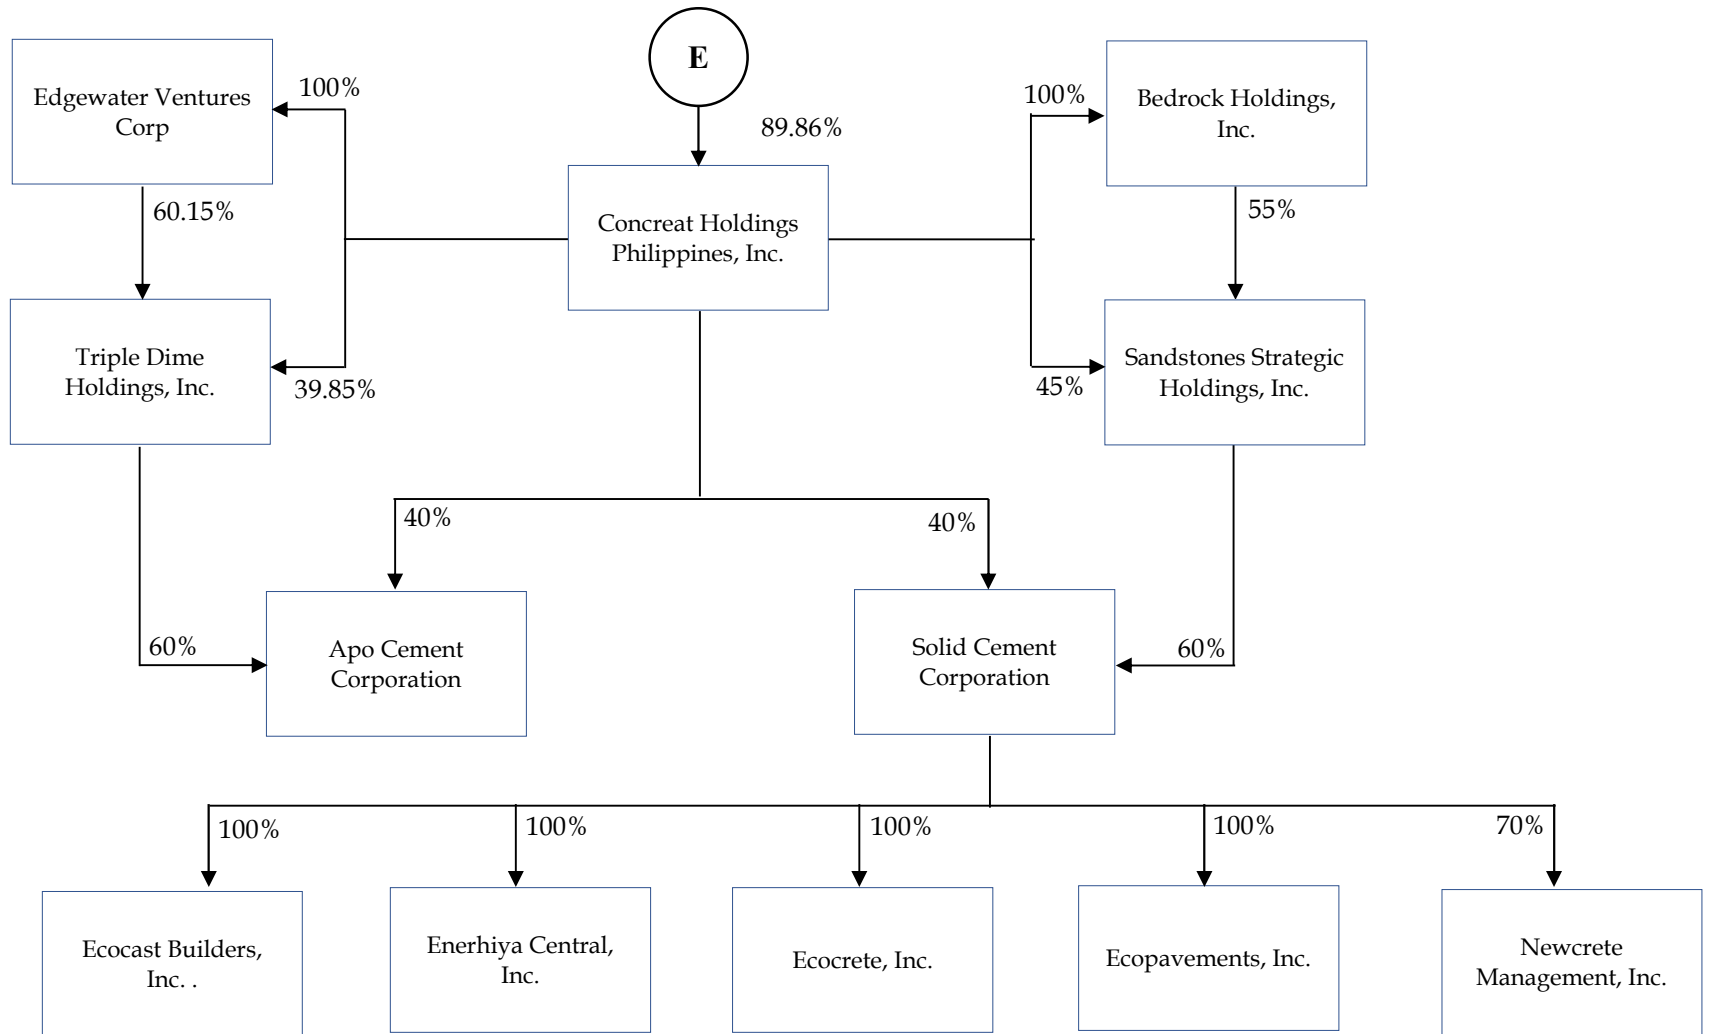 E
Edgewater Ventures
Corp
100%
89.86%
100%
Bedrock Holdings,
Inc.
60.15%
Concreat Holdings
Philippines, Inc.
55%
Triple Dime
Holdings, Inc.
39.85%
45%
Sandstones Strategic
Holdings, Inc.
40%
40%
60%
Apo Cement
Corporation
Solid Cement
Corporation
60%
100%
100%
100%
100%
70%
Ecocast Builders,
Inc. .
Enerhiya Central,
Inc.
Ecocrete, Inc.
Ecopavements, Inc.
Newcrete
Management, Inc.